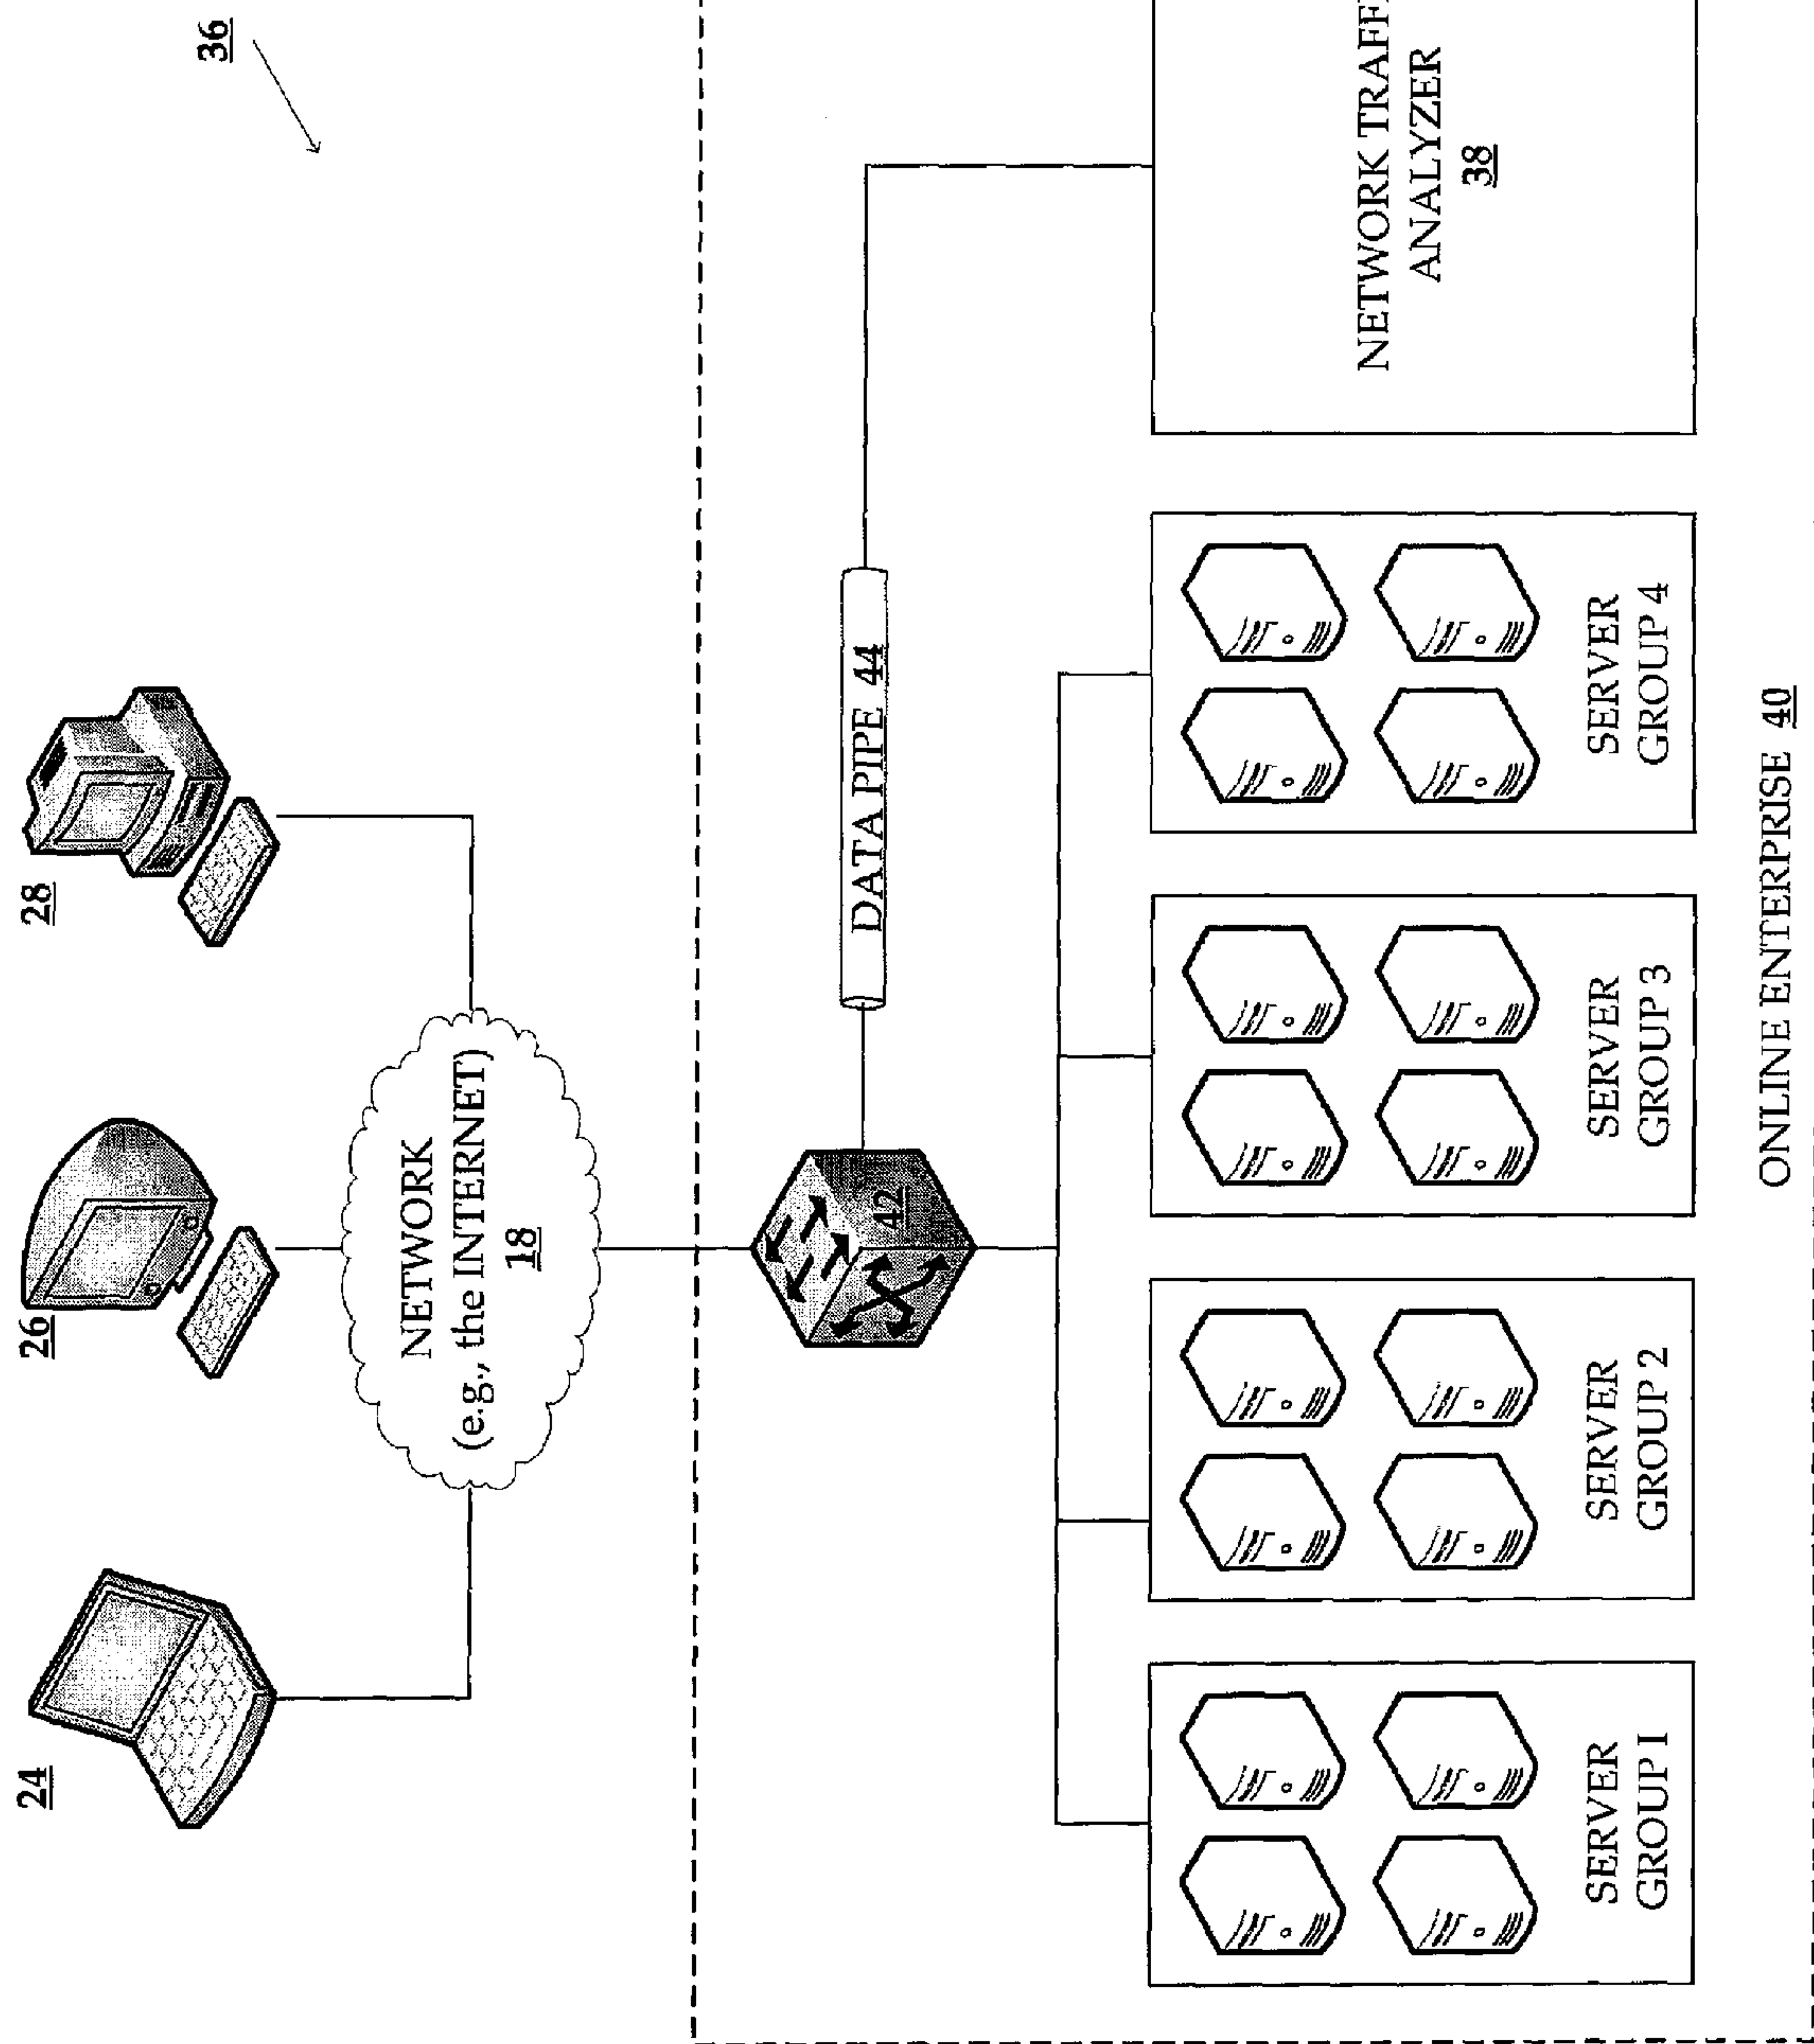 36
24
26
28
NETWORK
(e.g., the INTERNET)
18
42
DATA PIPE 44
SERVER
GROUP 1
SERVER
GROUP 2
SERVER
GROUP 3
SERVER
GROUP 4
NETWORK TRAFF
ANALYZER
38
ONLINE ENTERPRISE 40